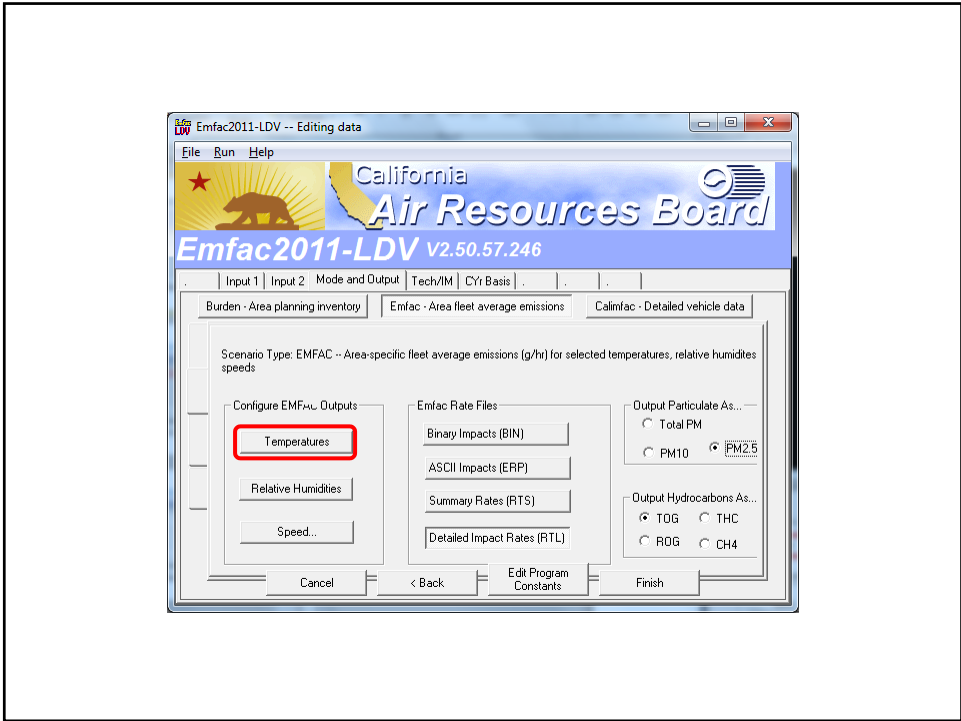 Emfac2011-LDV -- Editing data
File Run Help
California
Air Resources Board
Emfac2011-LDV V2.50.57.246
. Input 1 Input 2 Mode and Output Tech/IM CYr Basis . . .
Burden - Area planning inventory Emfac - Area fleet average emissions Calimfac - Detailed vehicle data
Scenario Type: EMFAC -- Area-specific fleet average emissions (g/hr) for selected temperatures, relative humidites
speeds
Configure EMFAC Outputs
Temperatures
Relative Humidities
Speed...
Emfac Rate Files
Binary Impacts (BIN)
ASCII Impacts (ERP)
Summary Rates (RTS)
Detailed Impact Rates (RTL)
Output Particulate As...
Total PM
PM10 PM2.5
Output Hydrocarbons As...
TOG THC
ROG CH4
Cancel < Back Edit Program Constants Finish